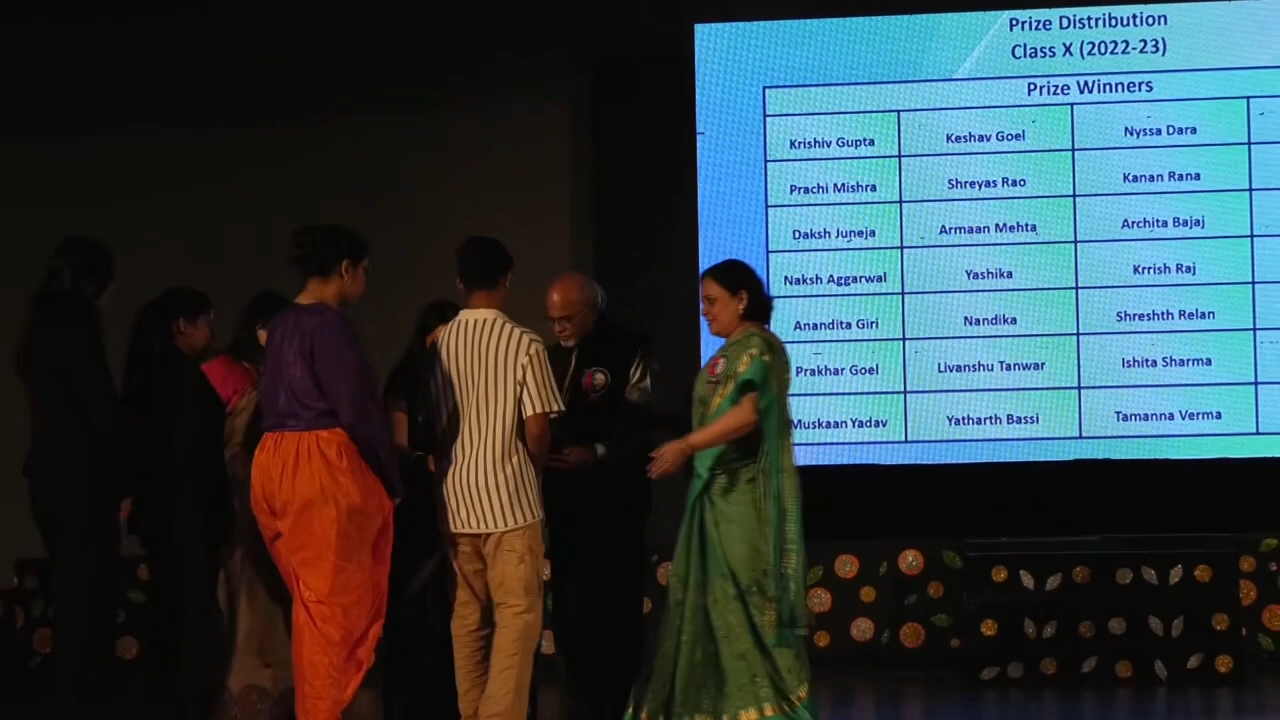 Prize Distribution
Class X (2022-23)
Prize Winners
Krishiv Gupta Keshav Goel Nyssa Dara
Prachi Mishra Shreyas Rao Kanan Rana
Daksh Juneja Armaan Mehta Archita Bajaj
Naksh Aggarwal Yashika Krrish Raj
Anandita Giri Nandika Shreshth Relan
Prakhar Goel Livanshu Tanwar Ishita Sharma
Muskaan Yadav Yatharth Bassi Tamanna Verma